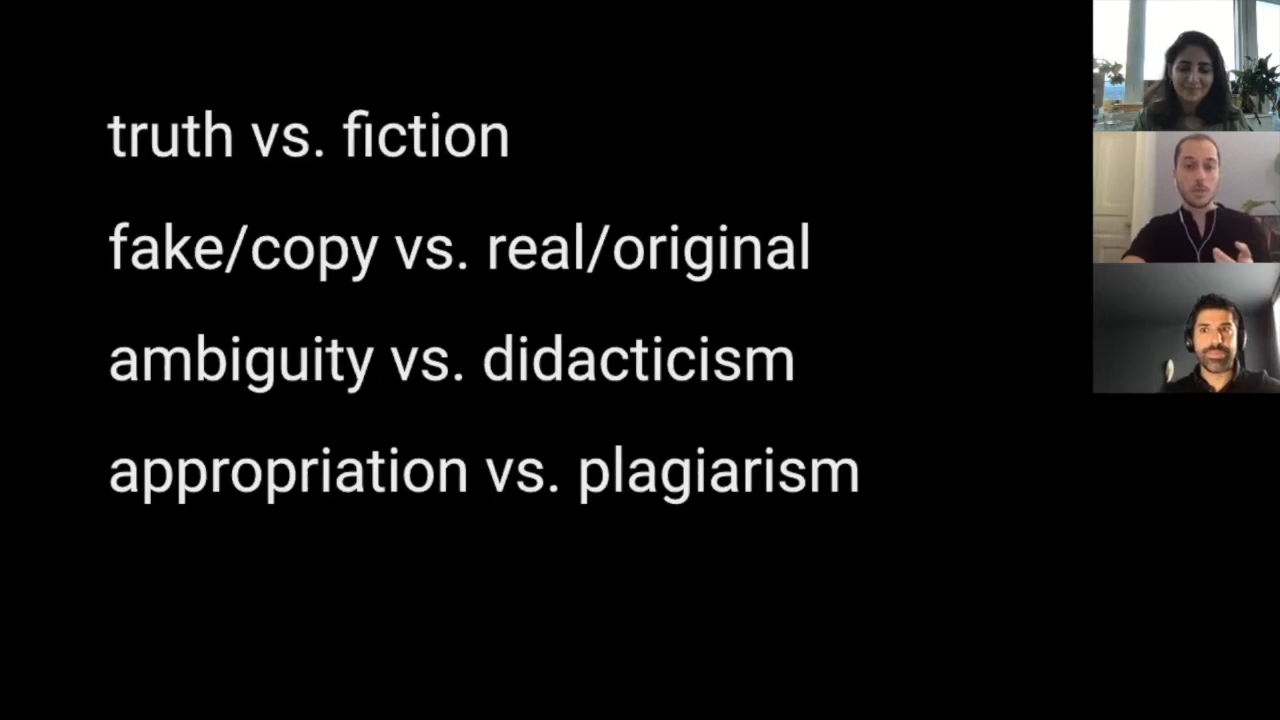 truth vs. fiction
fake/copy vs. real/original
ambiguity vs. didacticism
appropriation vs. plagiarism